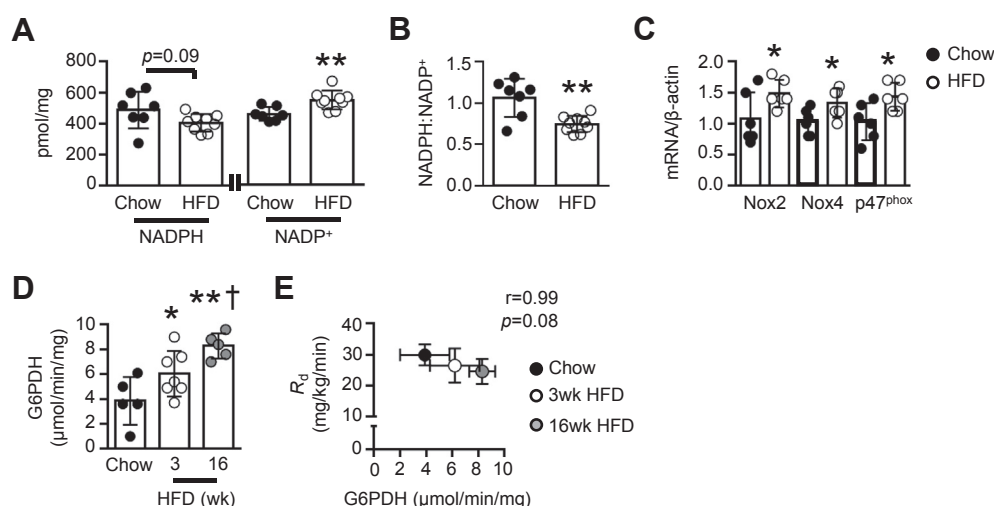 A
pmol/mg
800
600
400
200
0
p=0.09
**
Chow HFD Chow HFD
NADPH NADP⁺
B
NADPH:NADP⁺
1.5
1.0
0.5
0.0
**
Chow HFD
C
mRNA/β-actin
2.0
1.5
1.0
0.5
0.0
* * *
Nox2 Nox4 p47phox
Chow
HFD
D
G6PDH
(µmol/min/mg)
10
8
6
4
2
0
* **†
Chow 3 16
HFD (wk)
E
r=0.99
p=0.08
Rd
(mg/kg/min)
40
30
20
10
0
0 2 4 6 8 10
G6PDH (µmol/min/mg)
Chow
3wk HFD
16wk HFD